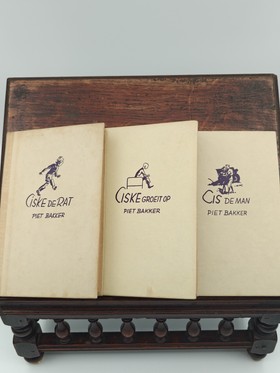 CISKE DE RAT
PIET BAKKER
CISKE GROEIT OP
PIET BAKKER
CIS DE MAN
PIET BAKKER